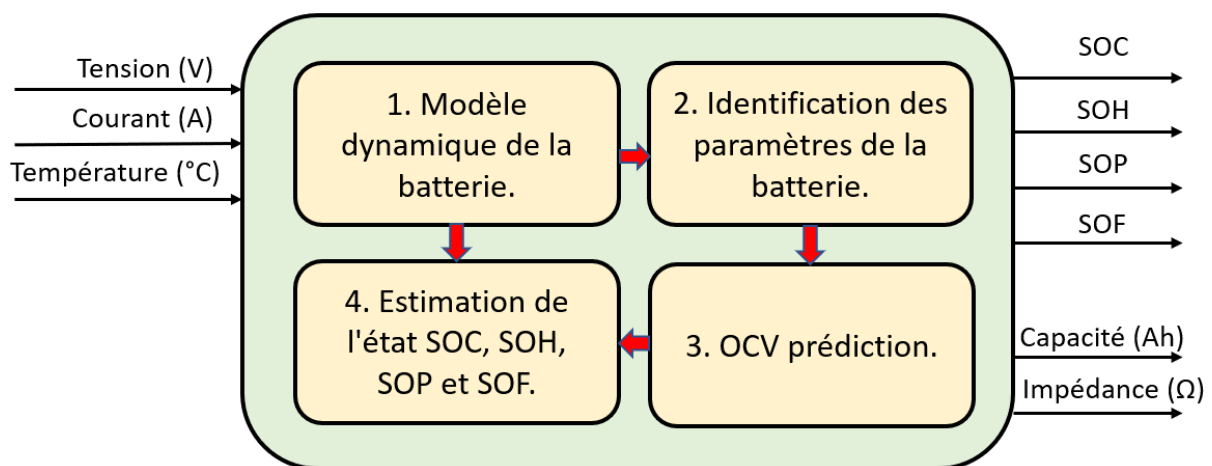 Tension (V)
Courant (A)
Température (°C)
1. Modèle
dynamique de la
batterie.
2. Identification des
paramètres de la
batterie.
4. Estimation de
l'état SOC, SOH,
SOP et SOF.
3. OCV prédiction.
SOC
SOH
SOP
SOF
Capacité (Ah)
Impédance (Ω)